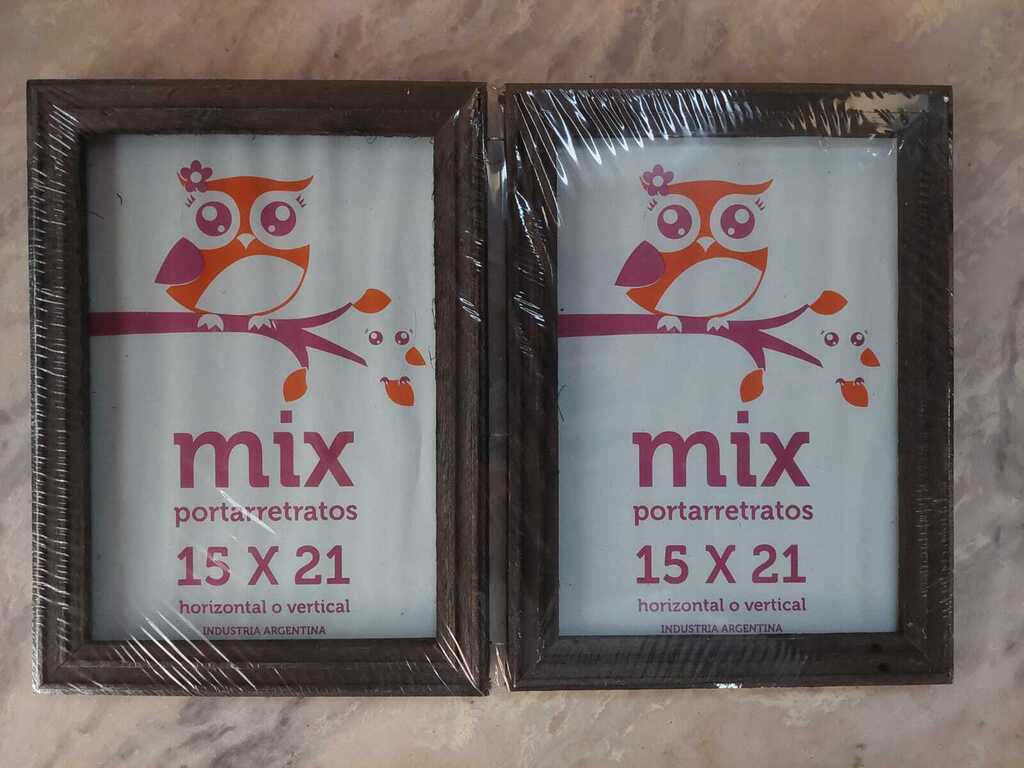 mix
portarretratos
15 X 21
horizontal o vertical
INDUSTRIA ARGENTINA
mix
portarretratos
15 X 21
horizontal o vertical
INDUSTRIA ARGENTINA